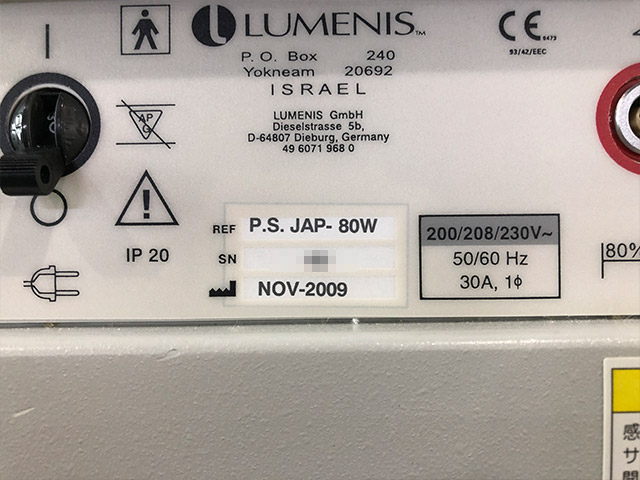 LUMENIS™
P. O. Box 240
Yokneam 20692
ISRAEL
LUMENIS GmbH
Dieselstrasse 5b,
D-64807 Dieburg, Germany
49 6071 968 0
CE 0473
93/42/EEC
AP
G
IP 20
REF P.S. JAP- 80W
SN
NOV-2009
200/208/230V~
50/60 Hz
30A, 1ϕ
80%
感
サ